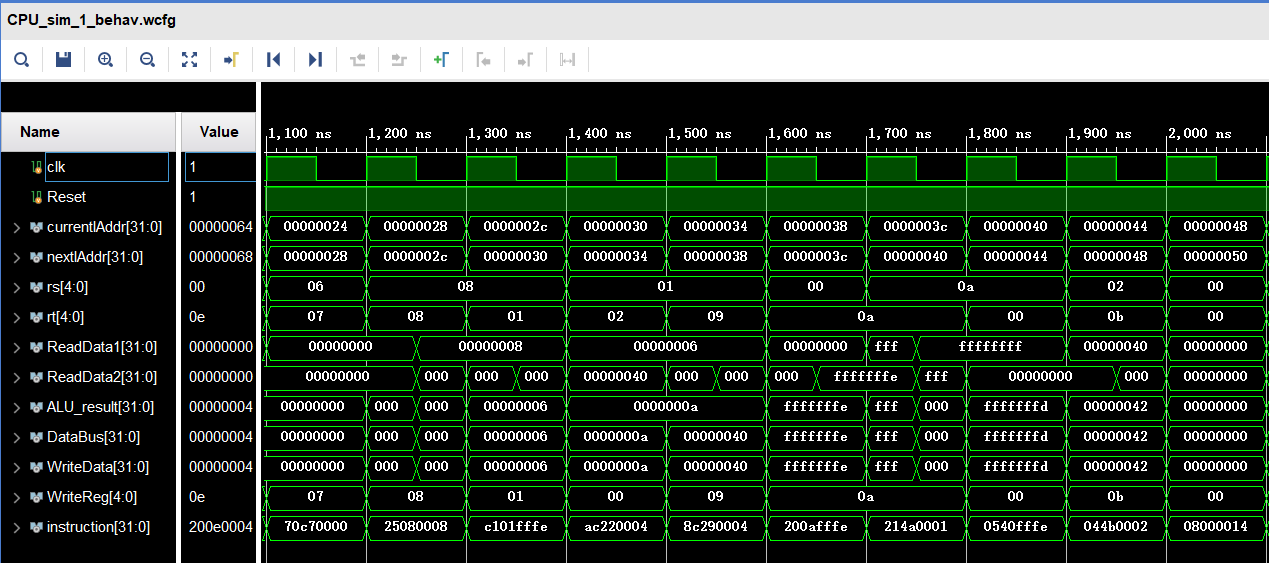 CPU_sim_1_behav.wcfg
Name Value 1,100 ns 1,200 ns 1,300 ns 1,400 ns 1,500 ns 1,600 ns 1,700 ns 1,800 ns 1,900 ns 2,000 ns
clk 1
Reset 1
currentIAddr[31:0] 00000064 00000024 00000028 0000002c 00000030 00000034 00000038 0000003c 00000040 00000044 00000048
nextIAddr[31:0] 00000068 00000028 0000002c 00000030 00000034 00000038 0000003c 00000040 00000044 00000048 00000050
rs[4:0] 00 06 08 01 00 0a 02 00
rt[4:0] 0e 07 08 01 02 09 0a 00 0b 00
ReadData1[31:0] 00000000 00000000 00000008 00000006 00000000 fff ffffffff 00000040 00000000
ReadData2[31:0] 00000000 00000000 000 000 000 00000040 000 000 000 fffffffe fff 00000000 000 00000000
ALU_result[31:0] 00000004 00000000 000 000 00000006 0000000a fffffffe fff 000 fffffffd 00000042 00000000
DataBus[31:0] 00000004 00000000 000 000 00000006 0000000a 00000040 fffffffe fff 000 fffffffd 00000042 00000000
WriteData[31:0] 00000004 00000000 000 000 00000006 0000000a 00000040 fffffffe fff 000 fffffffd 00000042 00000000
WriteReg[4:0] 0e 07 08 01 00 09 0a 00 0b 00
instruction[31:0] 200e0004 70c70000 25080008 c101fffe ac220004 8c290004 200afffe 214a0001 0540fffe 044b0002 08000014